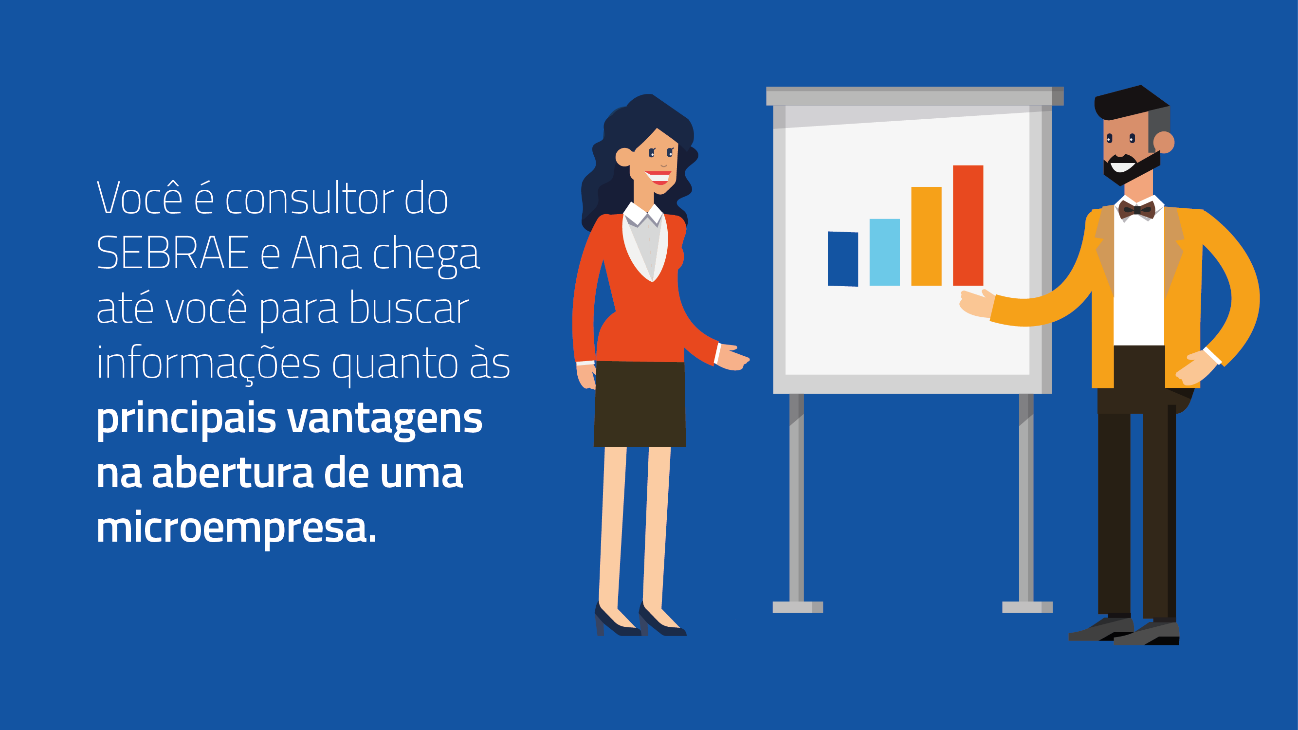 Você é consultor do
SEBRAE e Ana chega
até você para buscar
informações quanto às
principais vantagens
na abertura de uma
microempresa.